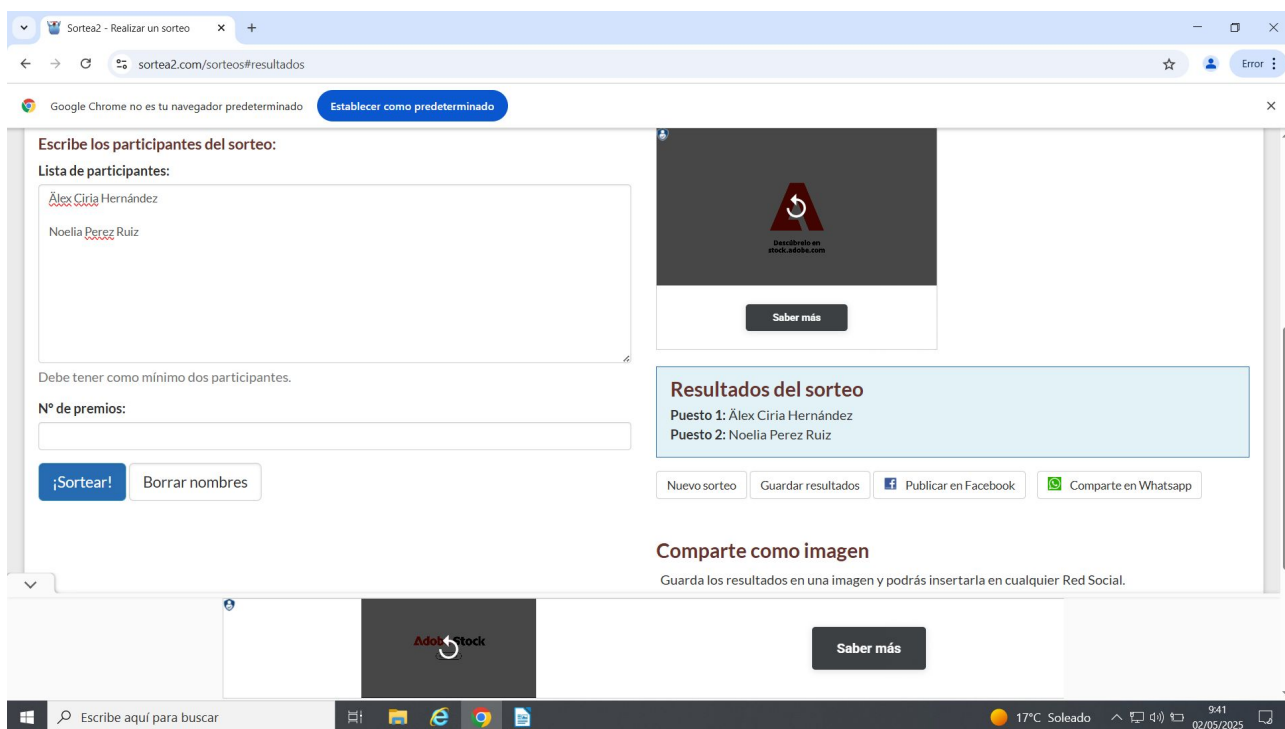 Sortea2 - Realizar un sorteo
sortea2.com/sorteos#resultados
Error
Google Chrome no es tu navegador predeterminado
Establecer como predeterminado
Escribe los participantes del sorteo:
Lista de participantes:
Älex Ciria Hernández
Noelia Perez Ruiz
Debe tener como mínimo dos participantes.
Nº de premios:
¡Sortear!
Borrar nombres
Descúbrelo en
stock.adobe.com
Saber más
Resultados del sorteo
Puesto 1: Älex Ciria Hernández
Puesto 2: Noelia Perez Ruiz
Nuevo sorteo
Guardar resultados
Publicar en Facebook
Comparte en Whatsapp
Comparte como imagen
Guarda los resultados en una imagen y podrás insertarla en cualquier Red Social.
Adobe Stock
Saber más
Escribe aquí para buscar
17°C Soleado
9:41
02/05/2025